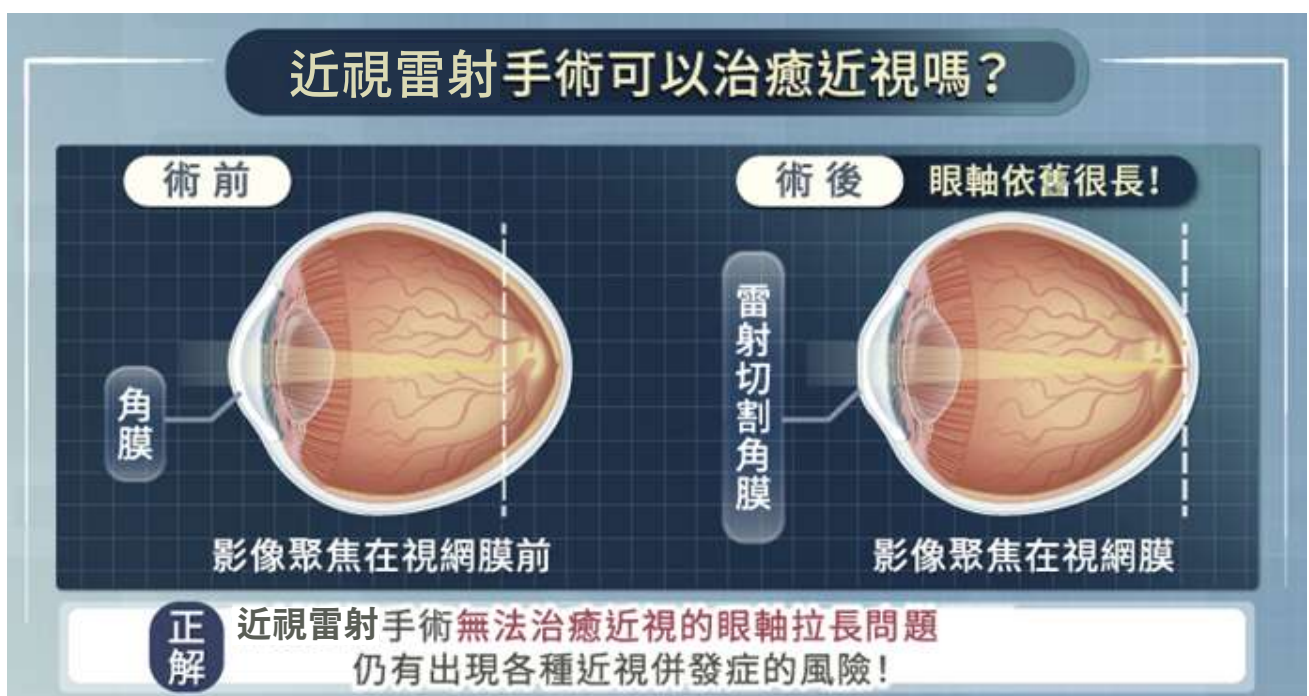 近視雷射手術可以治癒近視嗎？
術前
術後
眼軸依舊很長！
角膜
雷射切割角膜
影像聚焦在視網膜前
影像聚焦在視網膜
正解
近視雷射手術無法治癒近視的眼軸拉長問題
仍有出現各種近視併發症的風險！